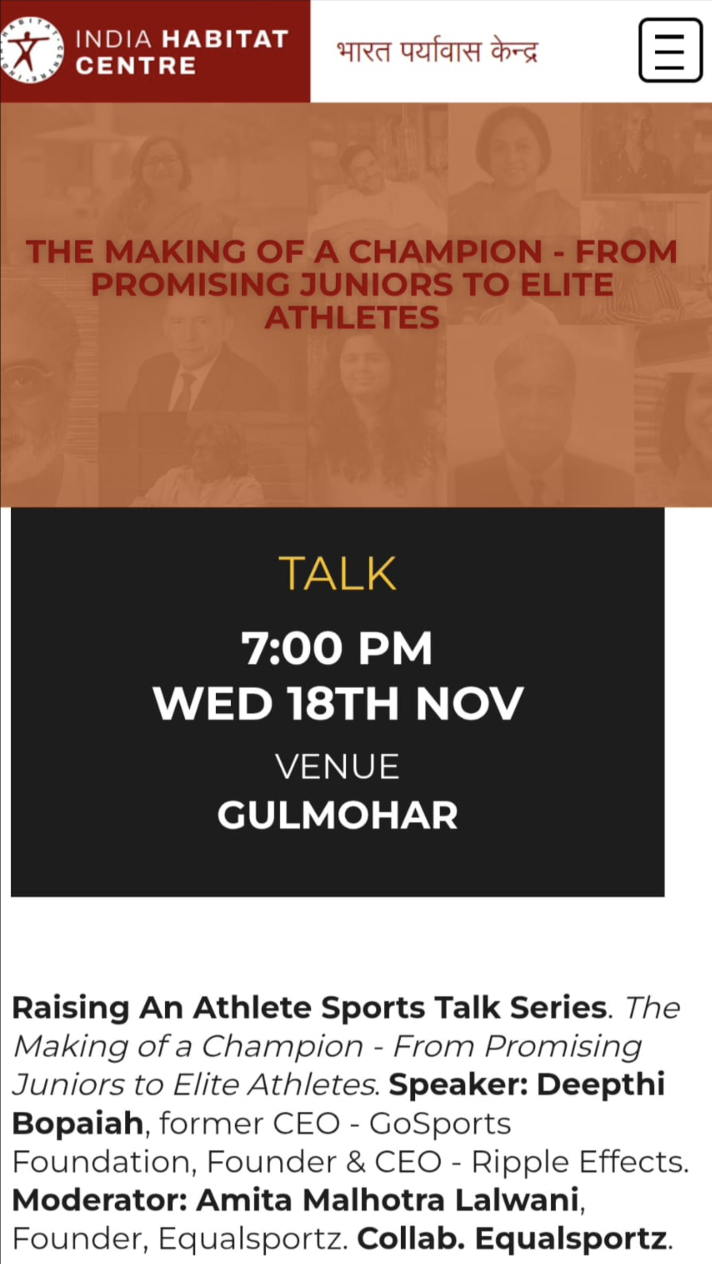 INDIA HABITAT
CENTRE
भारत पर्यावास केन्द्र
THE MAKING OF A CHAMPION - FROM
PROMISING JUNIORS TO ELITE
ATHLETES
TALK
7:00 PM
WED 18TH NOV
VENUE
GULMOHAR
Raising An Athlete Sports Talk Series. The
Making of a Champion - From Promising
Juniors to Elite Athletes. Speaker: Deepthi
Bopaiah, former CEO - GoSports
Foundation, Founder & CEO - Ripple Effects.
Moderator: Amita Malhotra Lalwani,
Founder, Equalsportz. Collab. Equalsportz.